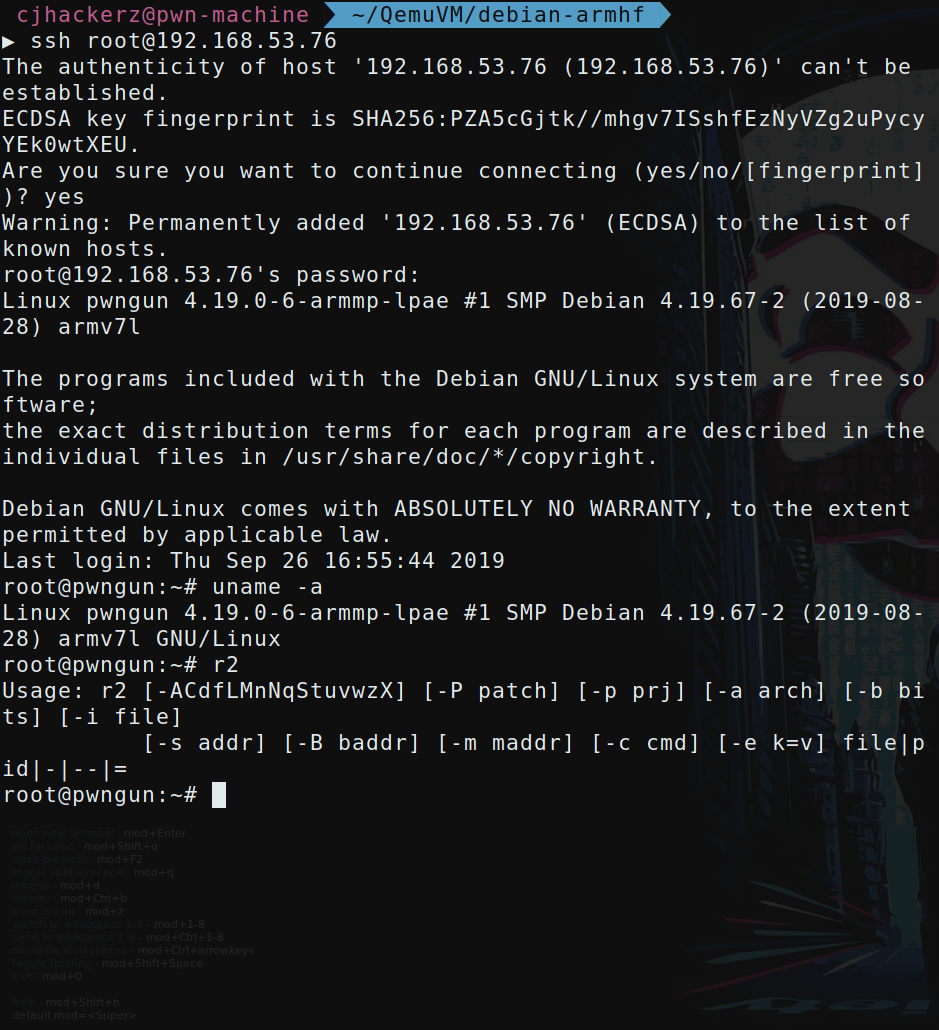 cjhackerz@pwn-machine ~/QemuVM/debian-armhf
▶ ssh root@192.168.53.76
The authenticity of host '192.168.53.76 (192.168.53.76)' can't be
established.
ECDSA key fingerprint is SHA256:PZA5cGjtk//mhgv7ISshfEzNyVZg2uPycy
YEk0wtXEU.
Are you sure you want to continue connecting (yes/no/[fingerprint]
)? yes
Warning: Permanently added '192.168.53.76' (ECDSA) to the list of
known hosts.
root@192.168.53.76's password:
Linux pwngun 4.19.0-6-armmp-lpae #1 SMP Debian 4.19.67-2 (2019-08-
28) armv7l
The programs included with the Debian GNU/Linux system are free so
ftware;
the exact distribution terms for each program are described in the
individual files in /usr/share/doc/*/copyright.
Debian GNU/Linux comes with ABSOLUTELY NO WARRANTY, to the extent
permitted by applicable law.
Last login: Thu Sep 26 16:55:44 2019
root@pwngun:~# uname -a
Linux pwngun 4.19.0-6-armmp-lpae #1 SMP Debian 4.19.67-2 (2019-08-
28) armv7l GNU/Linux
root@pwngun:~# r2
Usage: r2 [-ACdfLMnNqStuvwzX] [-P patch] [-p prj] [-a arch] [-b bi
ts] [-i file]
[-s addr] [-B baddr] [-m maddr] [-c cmd] [-e k=v] file|p
id|-|--|=
root@pwngun:~#
open new terminal - mod+Enter
kill focused - mod+Shift+q
open browser - mod+F2
toggle split direction - mod+q
dmenu - mod+d
- mod+Ctrl+b
menu - mod+z
switch to workspace 1-8 - mod+1-8
send to workspace 1-8 - mod+Ctrl+1-8
navigate workspaces - mod+Ctrl+arrowkeys
toggle floating - mod+Shift+Space
exit - mod+0
help - mod+Shift+h
default mod=<Super>